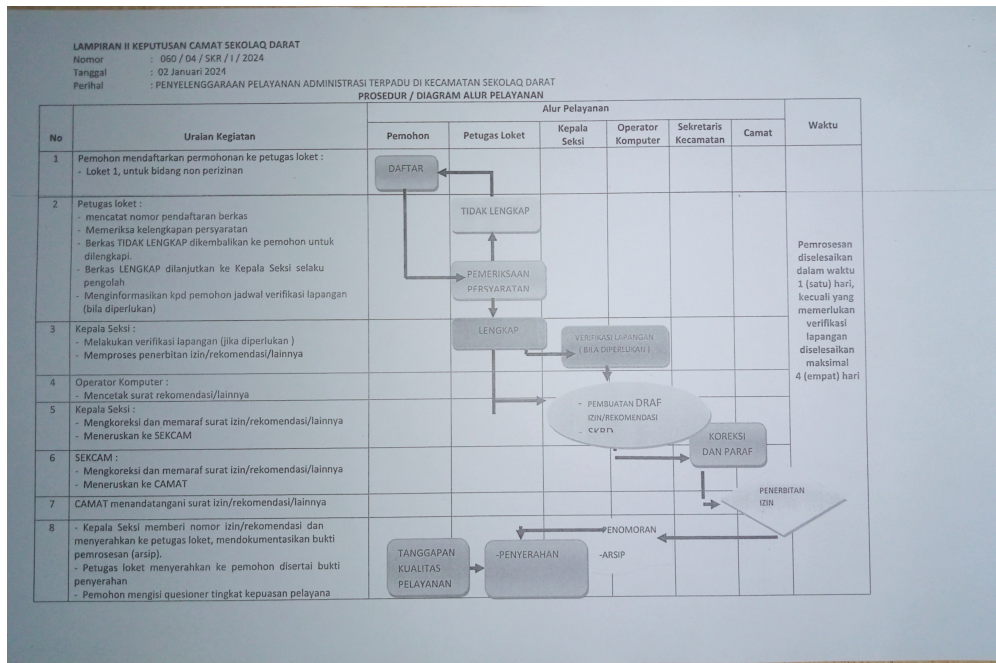 LAMPIRAN II KEPUTUSAN CAMAT SEKOLAQ DARAT
Nomor : 060 / 04 / SKR / I / 2024
Tanggal : 02 Januari 2024
Perihal : PENYELENGGARAAN PELAYANAN ADMINISTRASI TERPADU DI KECAMATAN SEKOLAQ DARAT
PROSEDUR / DIAGRAM ALUR PELAYANAN
No
Uraian Kegiatan
Alur Pelayanan
Pemohon
Petugas Loket
Kepala
Seksi
Operator
Komputer
Sekretaris
Kecamatan
Camat
Waktu
1
Pemohon mendaftarkan permohonan ke petugas loket :
- Loket 1, untuk bidang non perizinan
DAFTAR
2
Petugas loket :
- mencatat nomor pendaftaran berkas
- Memeriksa kelengkapan persyaratan
- Berkas TIDAK LENGKAP dikembalikan ke pemohon untuk
dilengkapi.
- Berkas LENGKAP dilanjutkan ke Kepala Seksi selaku
pengolah
- Menginformasikan kpd pemohon jadwal verifikasi lapangan
(bila diperlukan)
TIDAK LENGKAP
PEMERIKSAAN
PERSYARATAN
3
Kepala Seksi :
- Melakukan verifikasi lapangan (jika diperlukan )
- Memproses penerbitan izin/rekomendasi/lainnya
LENGKAP
VERIFIKASI LAPANGAN
( BILA DIPERLUKAN )
4
Operator Komputer :
- Mencetak surat rekomendasi/lainnya
5
Kepala Seksi :
- Mengkoreksi dan memaraf surat izin/rekomendasi/lainnya
- Meneruskan ke SEKCAM
- PEMBUATAN DRAF
IZIN/REKOMENDASI
- SKRD
KOREKSI
DAN PARAF
6
SEKCAM :
- Mengkoreksi dan memaraf surat izin/rekomendasi/lainnya
- Meneruskan ke CAMAT
7
CAMAT menandatangani surat izin/rekomendasi/lainnya
PENERBITAN
IZIN
8
- Kepala Seksi memberi nomor izin/rekomendasi dan
menyerahkan ke petugas loket, mendokumentasikan bukti
pemrosesan (arsip).
- Petugas loket menyerahkan ke pemohon disertai bukti
penyerahan
- Pemohon mengisi quesioner tingkat kepuasan pelayana
TANGGAPAN
KUALITAS
PELAYANAN
-PENYERAHAN
PENOMORAN
-ARSIP
Pemrosesan
diselesaikan
dalam waktu
1 (satu) hari,
kecuali yang
memerlukan
verifikasi
lapangan
diselesaikan
maksimal
4 (empat) hari